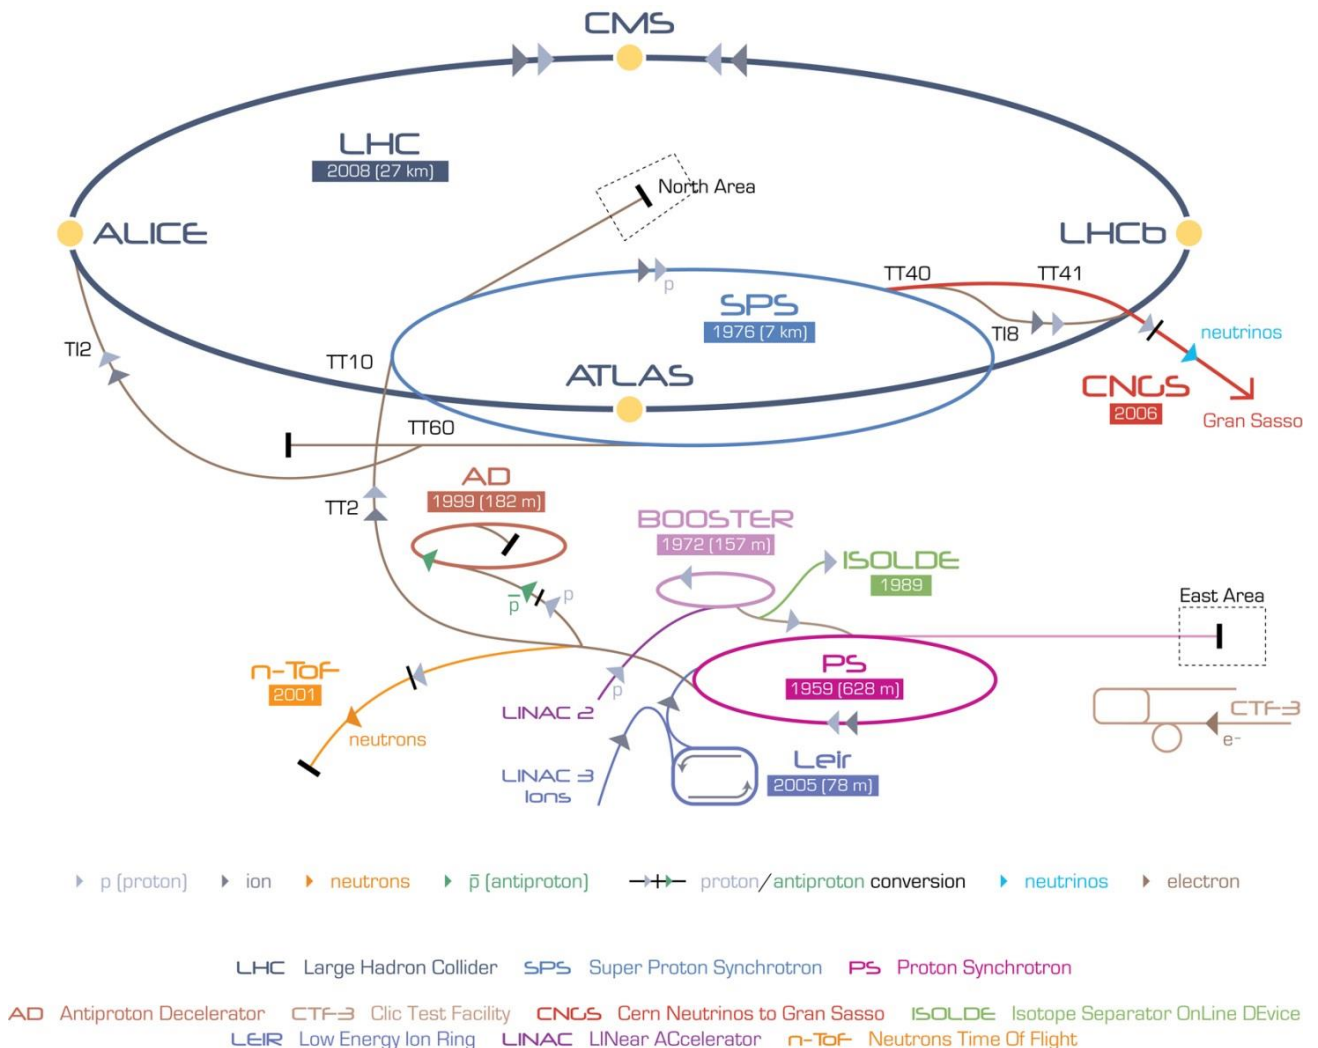 CMS
LHC
2008 (27 km)
North Area
ALICE
LHCb
TT40
TT41
p
SPS
1976 (7 km)
TI8
neutrinos
TI2
TT10
ATLAS
CNGS
2006
Gran Sasso
TT60
AD
1999 (182 m)
TT2
BOOSTER
1972 (157 m)
ISOLDE
1989
p̅
p
East Area
n-ToF
2001
PS
1959 (628 m)
p
LINAC 2
neutrons
CTF-3
e-
LINAC 3
Ions
Leir
2005 (78 m)
p (proton)
ion
neutrons
p̅ (antiproton)
proton/antiproton conversion
neutrinos
electron
LHC Large Hadron Collider SPS Super Proton Synchrotron PS Proton Synchrotron
AD Antiproton Decelerator CTF-3 Clic Test Facility CNGS Cern Neutrinos to Gran Sasso ISOLDE Isotope Separator OnLine DEvice
LEIR Low Energy Ion Ring LINAC LINear ACcelerator n-ToF Neutrons Time Of Flight